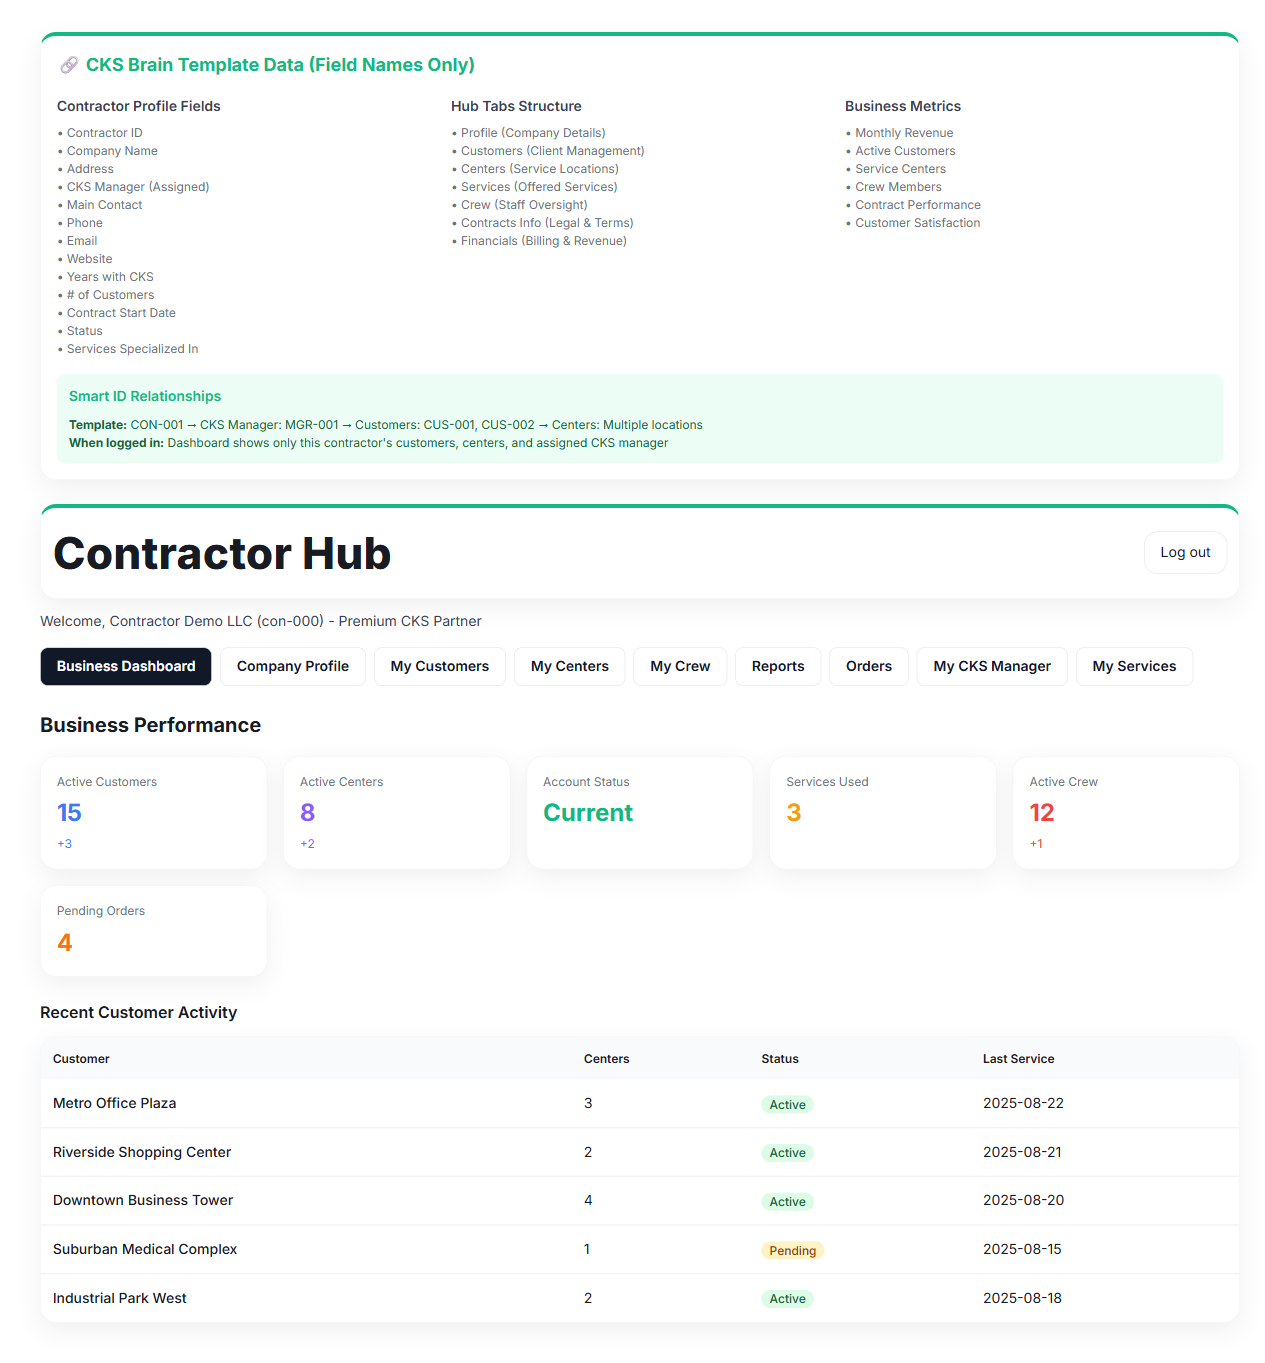 CKS Brain Template Data (Field Names Only)
Contractor Profile Fields
• Contractor ID
• Company Name
• Address
• CKS Manager (Assigned)
• Main Contact
• Phone
• Email
• Website
• Years with CKS
• # of Customers
• Contract Start Date
• Status
• Services Specialized In
Hub Tabs Structure
• Profile (Company Details)
• Customers (Client Management)
• Centers (Service Locations)
• Services (Offered Services)
• Crew (Staff Oversight)
• Contracts Info (Legal & Terms)
• Financials (Billing & Revenue)
Business Metrics
• Monthly Revenue
• Active Customers
• Service Centers
• Crew Members
• Contract Performance
• Customer Satisfaction
Smart ID Relationships
Template: CON-001 → CKS Manager: MGR-001 → Customers: CUS-001, CUS-002 → Centers: Multiple locations
When logged in: Dashboard shows only this contractor's customers, centers, and assigned CKS manager
Contractor Hub
Log out
Welcome, Contractor Demo LLC (con-000) - Premium CKS Partner
Business Dashboard
Company Profile
My Customers
My Centers
My Crew
Reports
Orders
My CKS Manager
My Services
Business Performance
Active Customers
15
+3
Active Centers
8
+2
Account Status
Current
Services Used
3
Active Crew
12
+1
Pending Orders
4
Recent Customer Activity
Customer Centers Status Last Service
Metro Office Plaza 3 Active 2025-08-22
Riverside Shopping Center 2 Active 2025-08-21
Downtown Business Tower 4 Active 2025-08-20
Suburban Medical Complex 1 Pending 2025-08-15
Industrial Park West 2 Active 2025-08-18